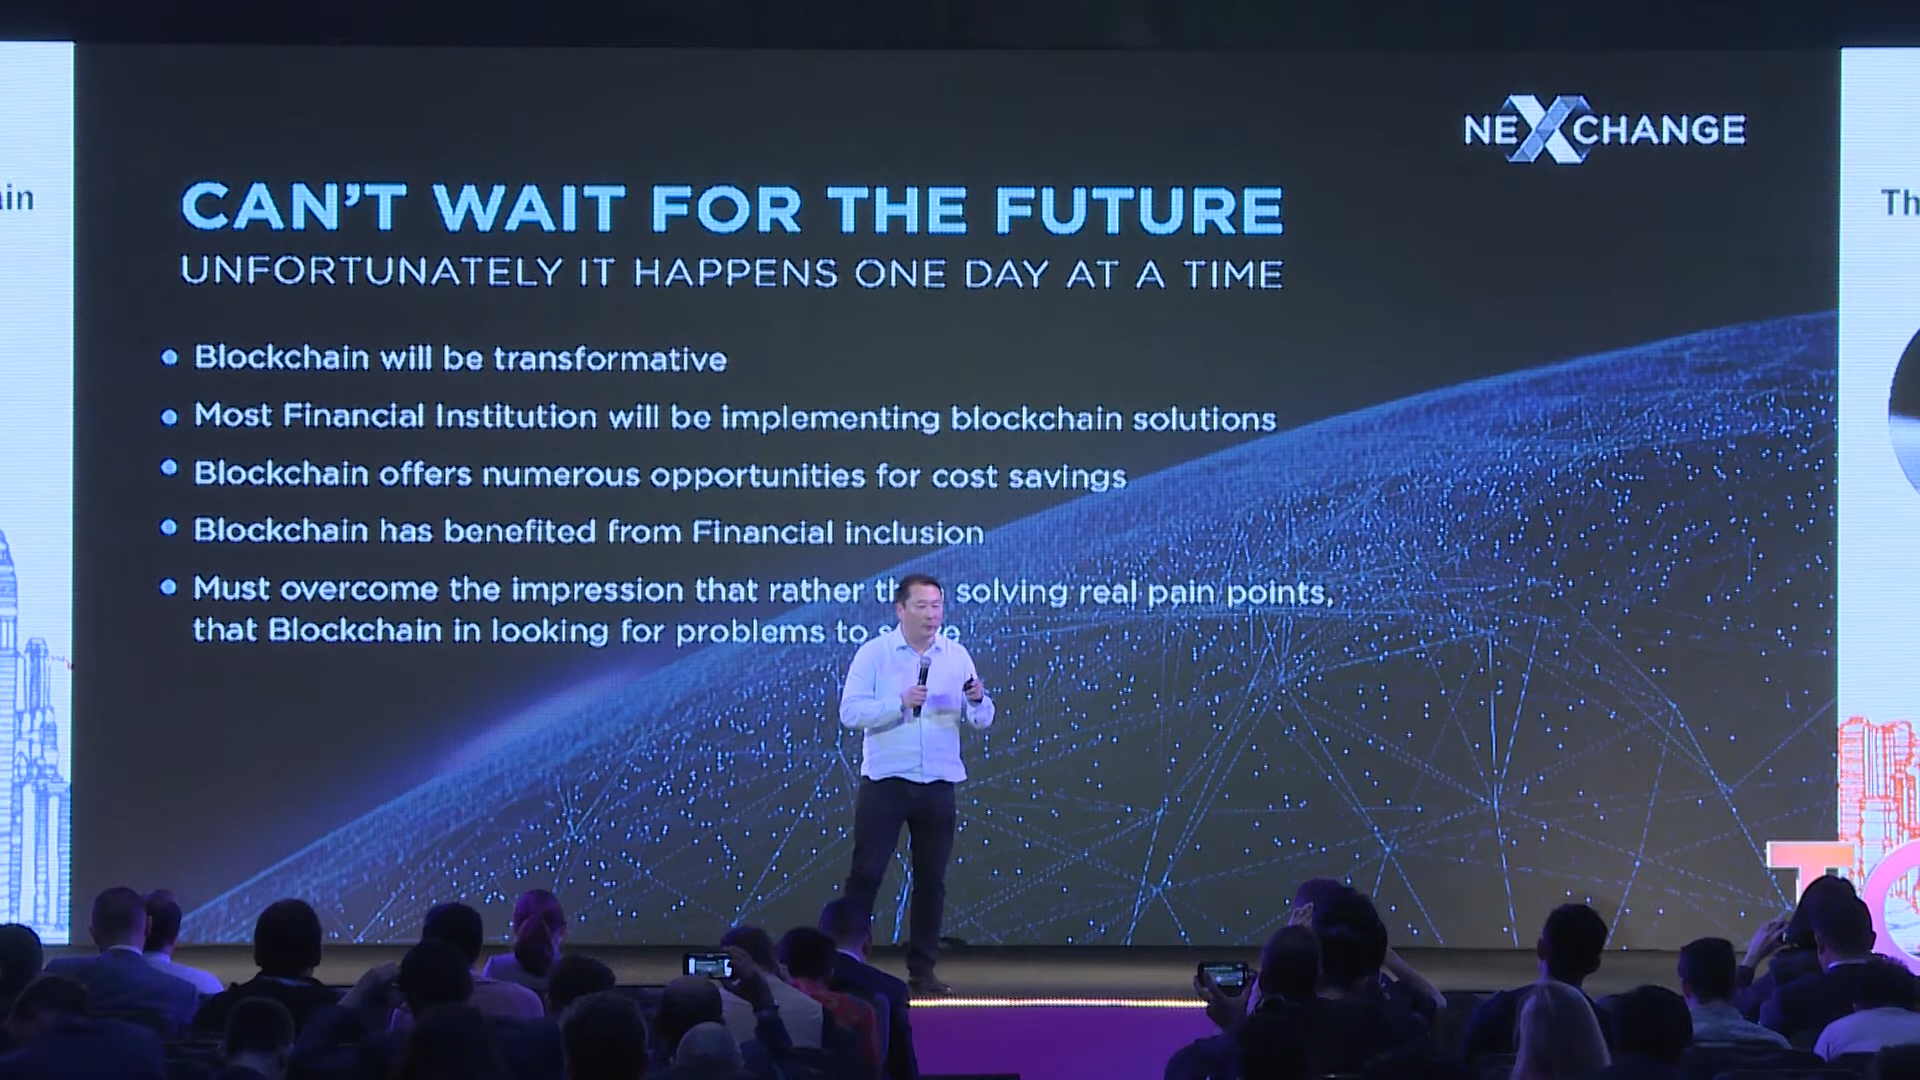 NEXCHANGE
CAN'T WAIT FOR THE FUTURE
UNFORTUNATELY IT HAPPENS ONE DAY AT A TIME
Blockchain will be transformative
Most Financial Institution will be implementing blockchain solutions
Blockchain offers numerous opportunities for cost savings
Blockchain has benefited from Financial inclusion
Must overcome the impression that rather solving real pain points,
that Blockchain in looking for problems to